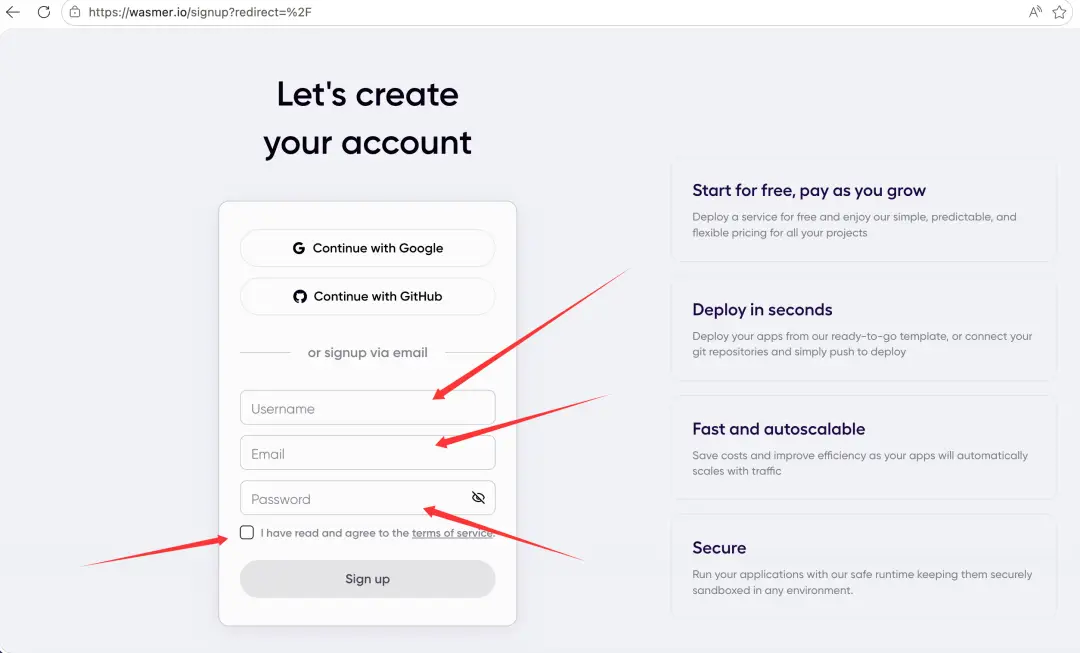 https://wasmer.io/signup?redirect=%2F
Let's create
your account
Continue with Google
Continue with GitHub
or signup via email
Username
Email
Password
I have read and agree to the terms of service.
Sign up
Start for free, pay as you grow
Deploy a service for free and enjoy our simple, predictable, and
flexible pricing for all your projects
Deploy in seconds
Deploy your apps from our ready-to-go template, or connect your
git repositories and simply push to deploy
Fast and autoscalable
Save costs and improve efficiency as your apps will automatically
scales with traffic
Secure
Run your applications with our safe runtime keeping them securely
sandboxed in any environment.